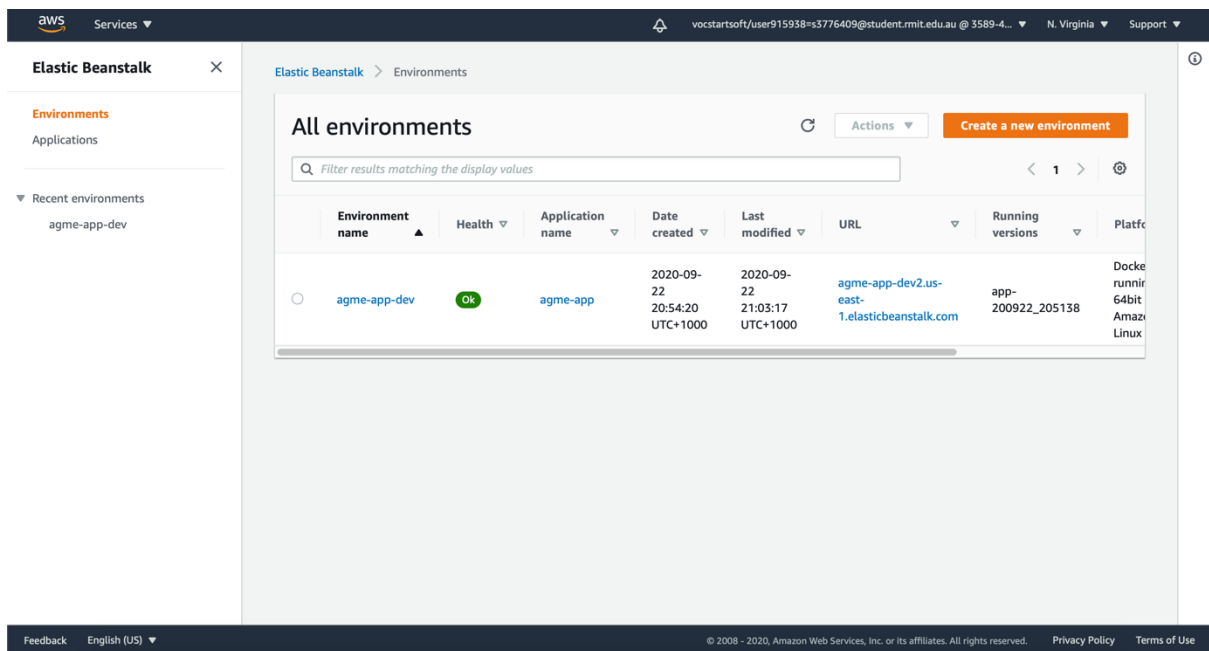 aws Services ▼ vocstartsoft/user915938=s3776409@student.rmit.edu.au @ 3589-4... ▼ N. Virginia ▼ Support ▼
Elastic Beanstalk
Environments
Applications
▼ Recent environments
agme-app-dev
Elastic Beanstalk > Environments
All environments
Actions ▼ Create a new environment
Filter results matching the display values
< 1 >
Environment
name ▲
Health
Application
name
Date
created
Last
modified
URL
Running
versions
Platfo
agme-app-dev
Ok
agme-app
2020-09-
22
20:54:20
UTC+1000
2020-09-
22
21:03:17
UTC+1000
agme-app-dev2.us-
east-
1.elasticbeanstalk.com
app-
200922_205138
Docke
runnin
64bit
Amazo
Linux
Feedback English (US) ▼ © 2008 - 2020, Amazon Web Services, Inc. or its affiliates. All rights reserved. Privacy Policy Terms of Use